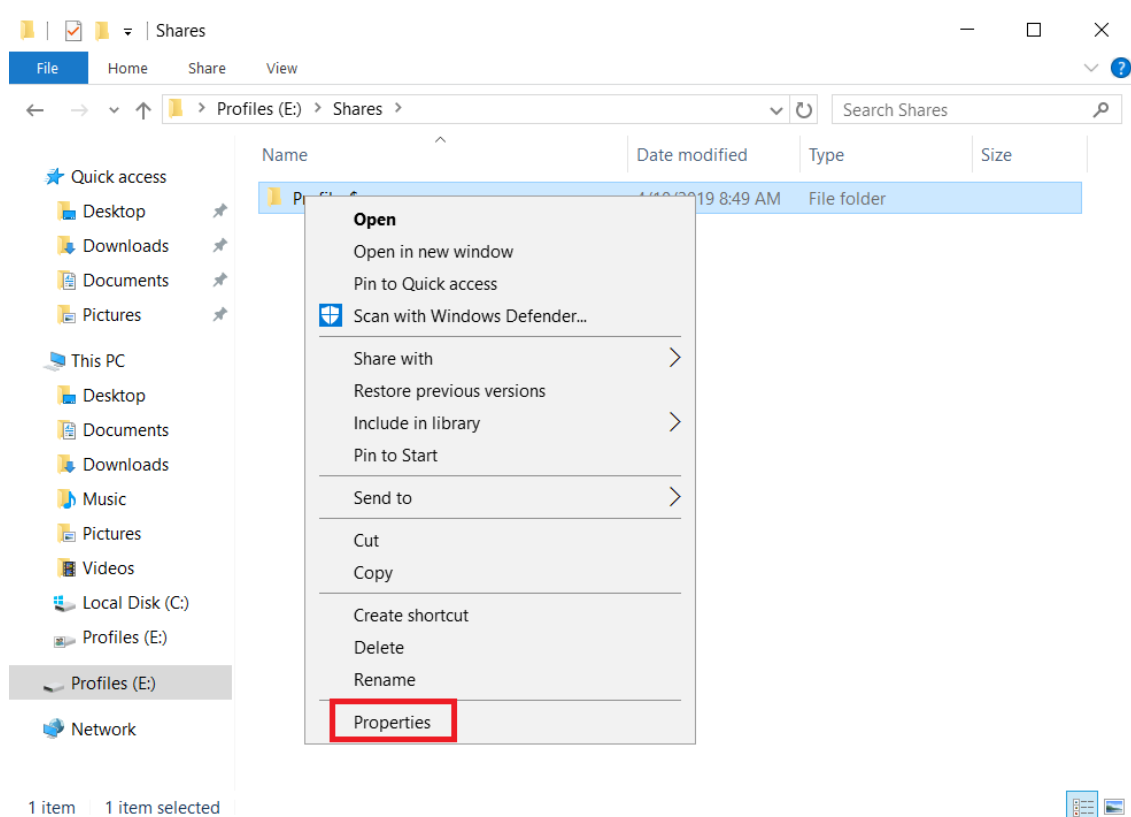 Shares
File Home Share View
?
Profiles (E:) > Shares >
Search Shares
Name Date modified Type Size
Quick access
Desktop
Downloads
Documents
Pictures
This PC
Desktop
Documents
Downloads
Music
Pictures
Videos
Local Disk (C:)
Profiles (E:)
Profiles (E:)
Network
8:49 AM File folder
Open
Open in new window
Pin to Quick access
Scan with Windows Defender...
Share with
Restore previous versions
Include in library
Pin to Start
Send to
Cut
Copy
Create shortcut
Delete
Rename
Properties
1 item 1 item selected